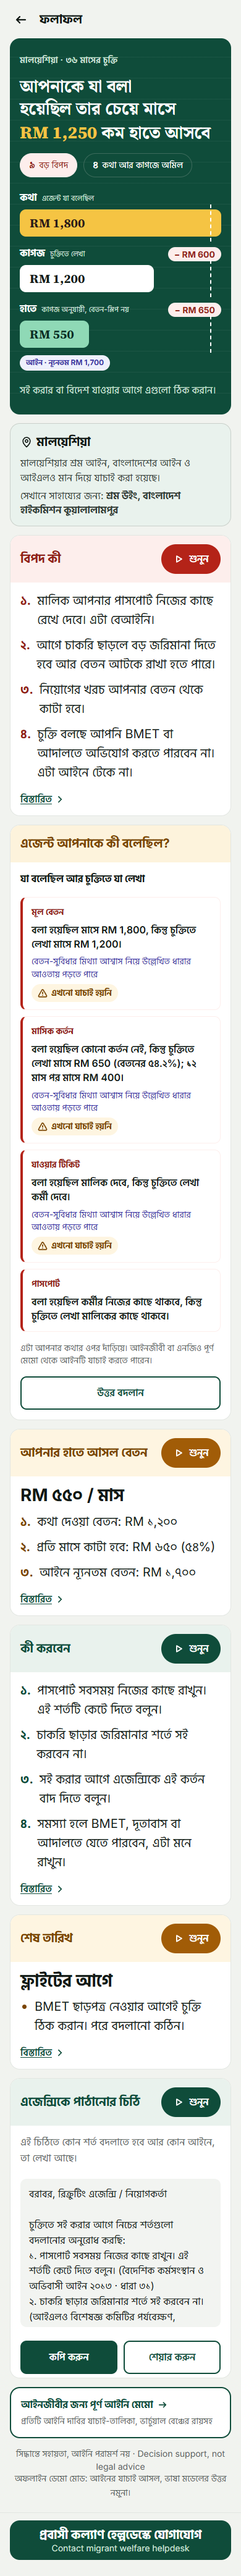 ফলাফল
মালয়েশিয়া · ৩৬ মাসের চুক্তি
আপনাকে যা বলা
হয়েছিল তার চেয়ে মাসে
RM 1,250 কম হাতে আসবে
৯ বড় বিপদ
৪ কথা আর কাগজে অমিল
কথা এজেন্ট যা বলেছিল
RM 1,800
কাগজ চুক্তিতে লেখা
− RM 600
RM 1,200
হাতে কাগজ অনুযায়ী, বেতন-স্লিপ নয়
− RM 650
RM 550
আইন · ন্যূনতম RM 1,700
সই করার বা বিদেশ যাওয়ার আগে এগুলো ঠিক করান।
মালয়েশিয়া
মালয়েশিয়ার শ্রম আইন, বাংলাদেশের আইন ও
আইএলও মান দিয়ে যাচাই করা হয়েছে।
সেখানে সাহায্যের জন্য: শ্রম উইং, বাংলাদেশ
হাইকমিশন কুয়ালালামপুর
বিপদ কী
শুনুন
১. মালিক আপনার পাসপোর্ট নিজের কাছে
রেখে দেবে। এটা বেআইনি।
২. আগে চাকরি ছাড়লে বড় জরিমানা দিতে
হবে আর বেতন আটকে রাখা হতে পারে।
৩. নিয়োগের খরচ আপনার বেতন থেকে
কাটা হবে।
৪. চুক্তি বলছে আপনি BMET বা
আদালতে অভিযোগ করতে পারবেন না।
এটা আইনে টেকে না।
বিস্তারিত
এজেন্ট আপনাকে কী বলেছিল?
যা বলেছিল আর চুক্তিতে যা লেখা
মূল বেতন
বলা হয়েছিল মাসে RM 1,800, কিন্তু চুক্তিতে
লেখা মাসে RM 1,200।
বেতন-সুবিধার মিথ্যা আশ্বাস নিয়ে উল্লেখিত ধারার
আওতায় পড়তে পারে
এখনো যাচাই হয়নি
মাসিক কর্তন
বলা হয়েছিল কোনো কর্তন নেই, কিন্তু চুক্তিতে
লেখা মাসে RM 650 (বেতনের ৫৪.২%); ১২
মাস পর মাসে RM 400।
বেতন-সুবিধার মিথ্যা আশ্বাস নিয়ে উল্লেখিত ধারার
আওতায় পড়তে পারে
এখনো যাচাই হয়নি
যাওয়ার টিকিট
বলা হয়েছিল মালিক দেবে, কিন্তু চুক্তিতে লেখা
কর্মী দেবে।
বেতন-সুবিধার মিথ্যা আশ্বাস নিয়ে উল্লেখিত ধারার
আওতায় পড়তে পারে
এখনো যাচাই হয়নি
পাসপোর্ট
বলা হয়েছিল কর্মীর নিজের কাছে থাকবে, কিন্তু
চুক্তিতে লেখা মালিকের কাছে থাকবে।
এটা আপনার কথার ওপর দাঁড়িয়ে। আইনজীবী বা এনজিও পূর্ণ
মেমো থেকে আইনটি যাচাই করতে পারেন।
উত্তর বদলান
আপনার হাতে আসল বেতন
শুনুন
RM ৫৫০ / মাস
১. কথা দেওয়া বেতন: RM ১,২০০
২. প্রতি মাসে কাটা হবে: RM ৬৫০ (৫৪%)
৩. আইনে ন্যূনতম বেতন: RM ১,৭০০
বিস্তারিত
কী করবেন
শুনুন
১. পাসপোর্ট সবসময় নিজের কাছে রাখুন।
এই শর্তটি কেটে দিতে বলুন।
২. চাকরি ছাড়ার জরিমানার শর্তে সই
করবেন না।
৩. সই করার আগে এজেন্সিকে এই কর্তন
বাদ দিতে বলুন।
৪. সমস্যা হলে BMET, দূতাবাস বা
আদালতে যেতে পারবেন, এটা মনে
রাখুন।
বিস্তারিত
শেষ তারিখ
শুনুন
ফ্লাইটের আগে
• BMET ছাড়পত্র নেওয়ার আগেই চুক্তি
ঠিক করান। পরে বদলানো কঠিন।
বিস্তারিত
এজেন্সিকে পাঠানোর চিঠি
শুনুন
এই চিঠিতে কোন শর্ত বদলাতে হবে আর কোন আইনে,
তা লেখা আছে।
বরাবর, রিক্রুটিং এজেন্সি / নিয়োগকর্তা
চুক্তিতে সই করার আগে নিচের শর্তগুলো
বদলানোর অনুরোধ করছি:
১. পাসপোর্ট সবসময় নিজের কাছে রাখুন। এই
শর্তটি কেটে দিতে বলুন। (বৈদেশিক কর্মসংস্থান ও
অভিবাসী আইন ২০১৩ · ধারা ৩১)
২. চাকরি ছাড়ার জরিমানার শর্তে সই করবেন না।
(আইএলও বিশেষজ্ঞ কমিটির পর্যবেক্ষণ,
কপি করুন
শেয়ার করুন
আইনজীবীর জন্য পূর্ণ আইনি মেমো →
প্রতিটি আইনি দাবির যাচাই-তালিকা, ভার্চুয়াল বেঞ্চের রায়সহ
সিদ্ধান্তে সহায়তা, আইনি পরামর্শ নয় · Decision support, not
legal advice
অফলাইন ডেমো মোড: আইনের যাচাই আসল, ভাষা মডেলের উত্তর
নমুনা।
প্রবাসী কল্যাণ হেল্পডেস্কে যোগাযোগ
Contact migrant welfare helpdesk